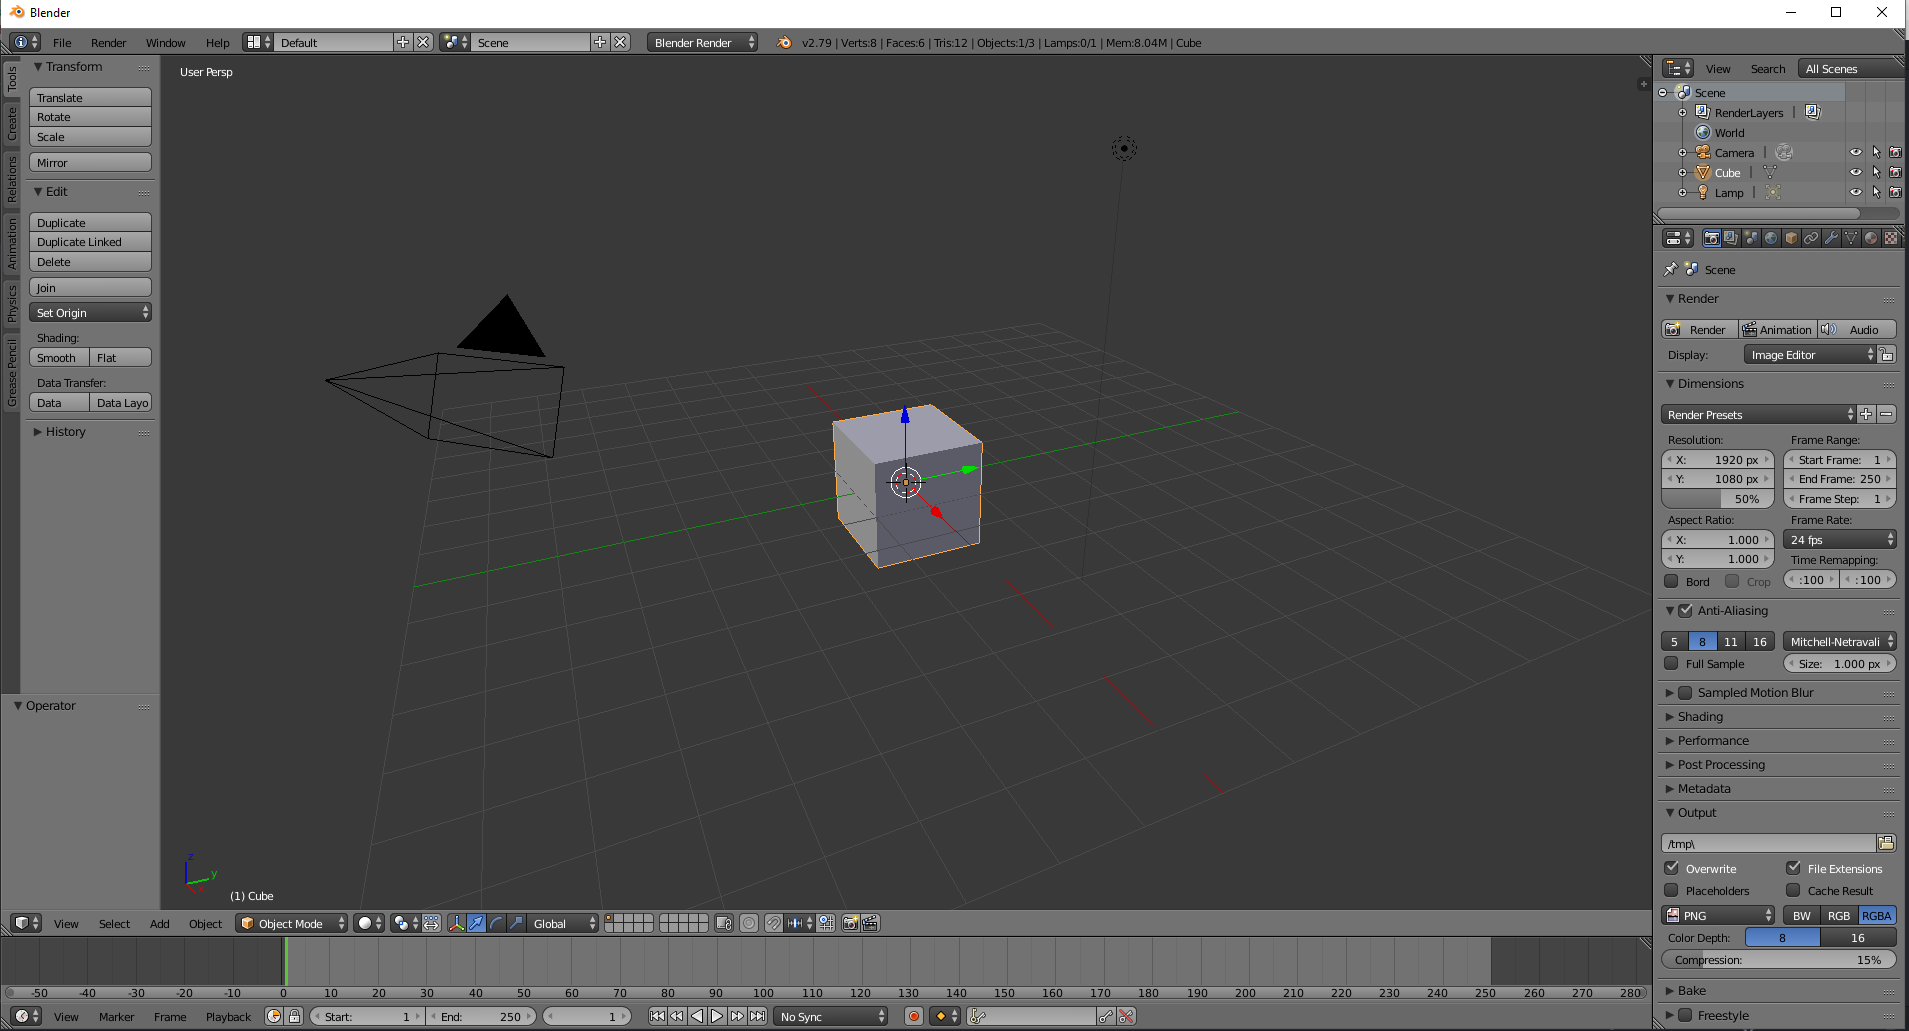 Blender
File Render Window Help Default Scene Blender Render v2.79 | Verts:8 | Faces:6 | Tris:12 | Objects:1/3 | Lamps:0/1 | Mem:8.04M | Cube
Tools
Create
Relations
Animation
Physics
Grease Pencil
Transform
Translate
Rotate
Scale
Mirror
Edit
Duplicate
Duplicate Linked
Delete
Join
Set Origin
Shading:
Smooth Flat
Data Transfer:
Data Data Layo
History
Operator
User Persp
z
y
x
(1) Cube
View Select Add Object Object Mode Global
-50 -40 -30 -20 -10 0 10 20 30 40 50 60 70 80 90 100 110 120 130 140 150 160 170 180 190 200 210 220 230 240 250 260 270 280
View Marker Frame Playback Start: 1 End: 250 1 No Sync
View Search All Scenes
Scene
RenderLayers |
World
Camera |
Cube |
Lamp |
Scene
Render
Render Animation Audio
Display: Image Editor
Dimensions
Render Presets
Resolution: Frame Range:
X: 1920 px Start Frame: 1
Y: 1080 px End Frame: 250
50% Frame Step: 1
Aspect Ratio: Frame Rate:
X: 1.000 24 fps
Y: 1.000 Time Remapping:
Bord Crop :100 :100
Anti-Aliasing
5 8 11 16 Mitchell-Netravali
Full Sample Size: 1.000 px
Sampled Motion Blur
Shading
Performance
Post Processing
Metadata
Output
/tmp\
Overwrite File Extensions
Placeholders Cache Result
PNG BW RGB RGBA
Color Depth: 8 16
Compression: 15%
Bake
Freestyle